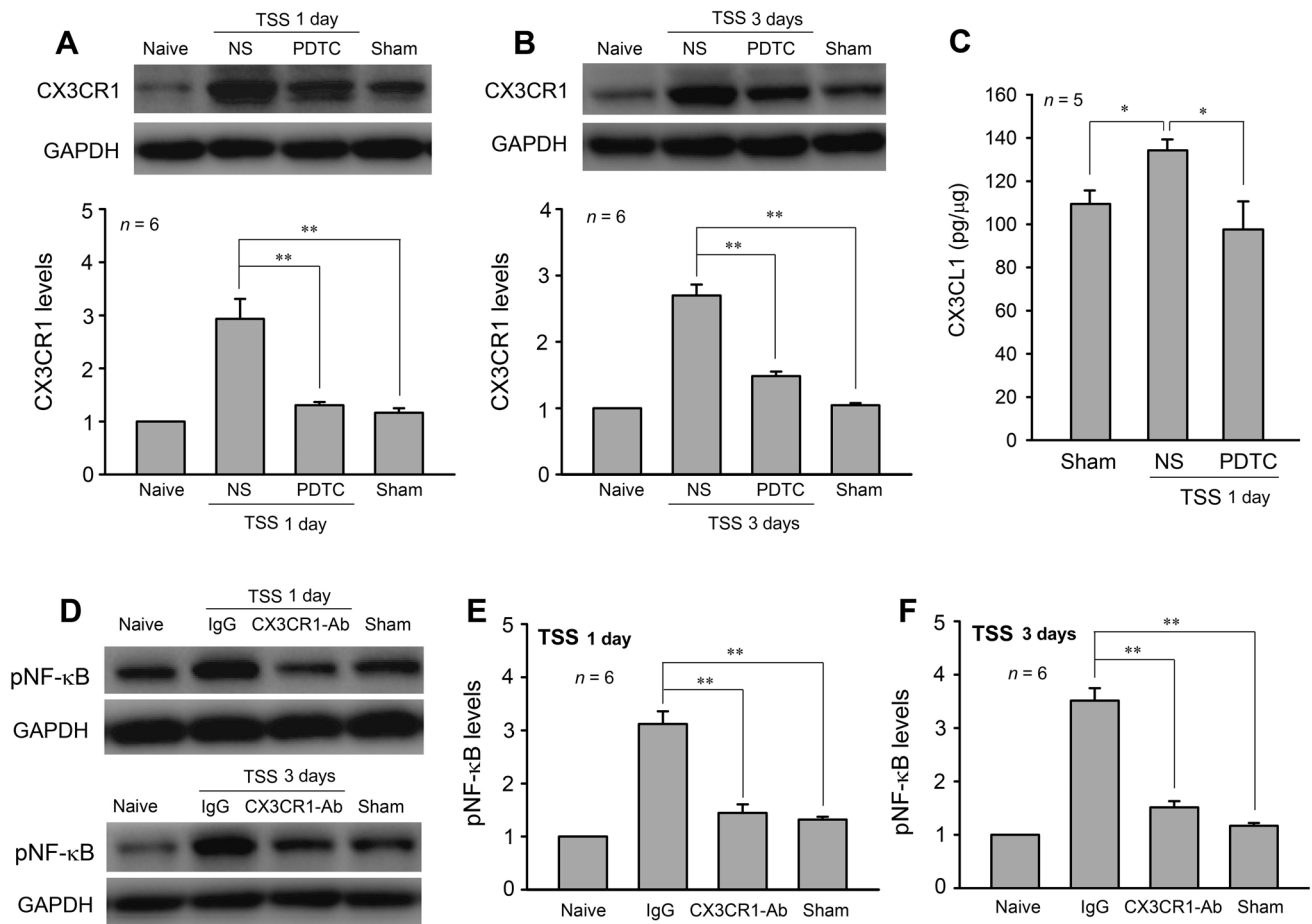 A
TSS 1 day
Naive NS PDTC Sham
CX3CR1
GAPDH
5
4
3
2
1
0
CX3CR1 levels
n = 6
**
**
Naive NS PDTC Sham
TSS 1 day
B
TSS 3 days
Naive NS PDTC Sham
CX3CR1
GAPDH
4
3
2
1
0
CX3CR1 levels
n = 6
**
**
Naive NS PDTC Sham
TSS 3 days
C
160
140
120
100
80
60
40
20
0
CX3CL1 (pg/μg)
n = 5
* *
Sham NS PDTC
TSS 1 day
D
TSS 1 day
Naive IgG CX3CR1-Ab Sham
pNF-κB
GAPDH
TSS 3 days
Naive IgG CX3CR1-Ab Sham
pNF-κB
GAPDH
E
5
4
3
2
1
0
pNF-κB levels
TSS 1 day
n = 6
**
**
Naive IgG CX3CR1-Ab Sham
F
5
4
3
2
1
0
pNF-κB levels
TSS 3 days
n = 6
**
**
Naive IgG CX3CR1-Ab Sham